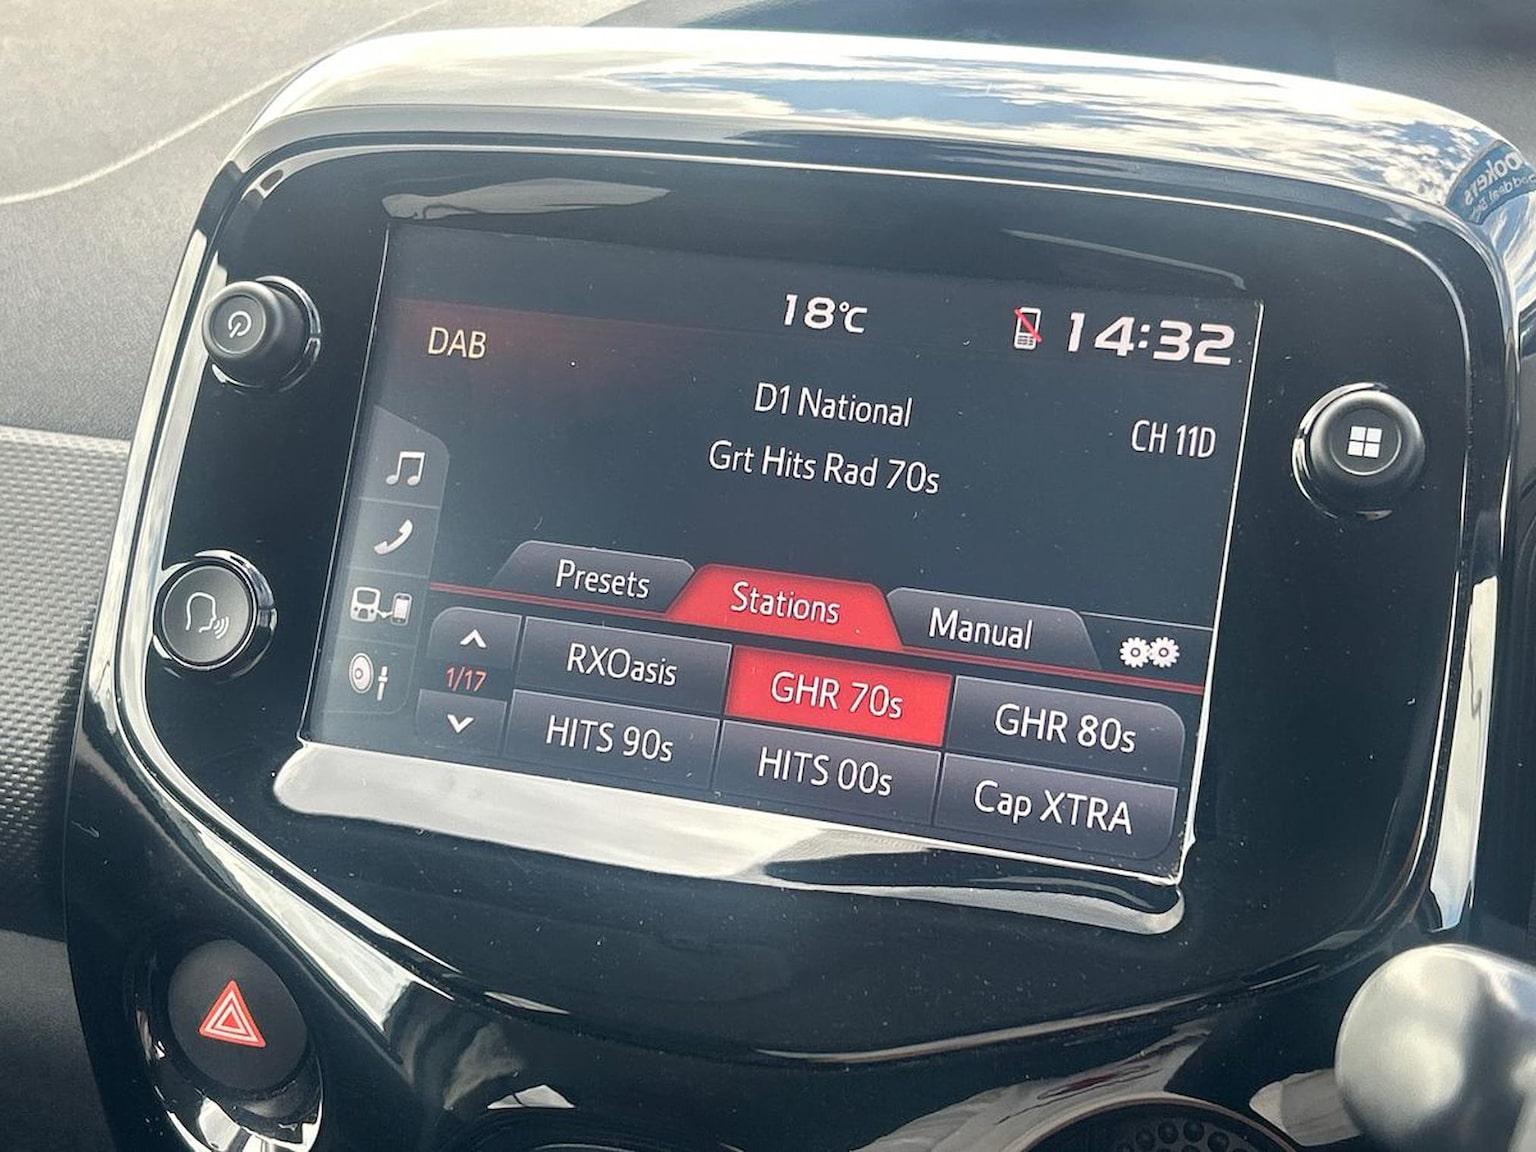 18°C
14:32
DAB
D1 National
CH 11D
Grt Hits Rad 70s
Presets
Stations
Manual
1/17
RXOasis
GHR 70s
GHR 80s
HITS 90s
HITS 00s
Cap XTRA